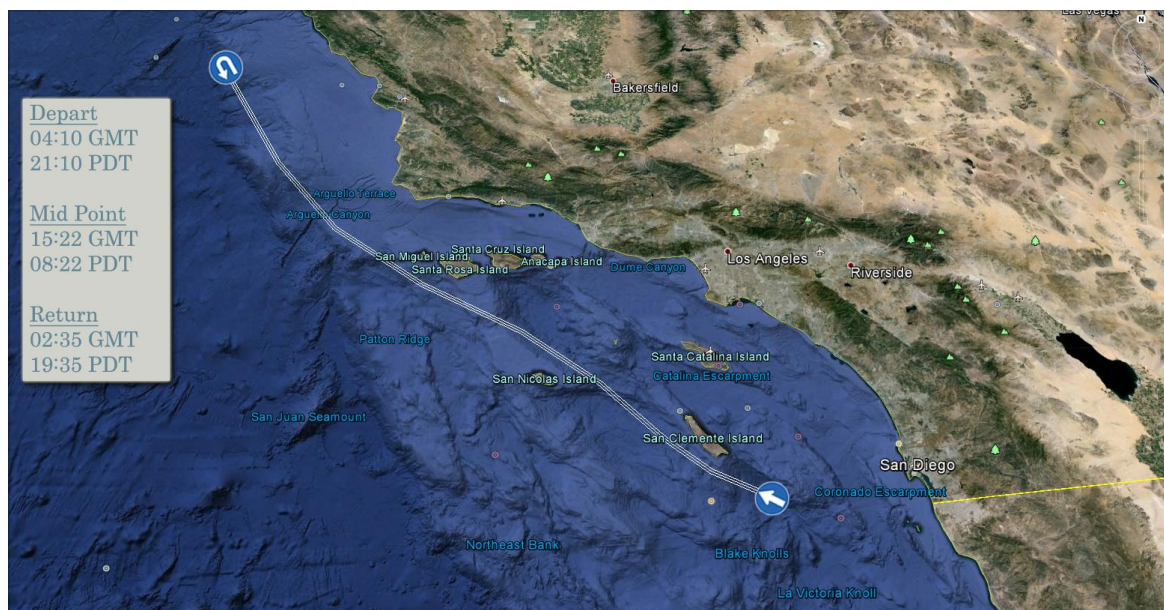 Las Vegas
N
Depart
04:10 GMT
21:10 PDT
Mid Point
15:22 GMT
08:22 PDT
Return
02:35 GMT
19:35 PDT
Bakersfield
Arguello Terrace
Arguello Canyon
San Miguel Island
Santa Cruz Island
Santa Rosa Island
Anacapa Island
Dume Canyon
Los Angeles
Riverside
Patton Ridge
Santa Catalina Island
Catalina Escarpment
San Nicolas Island
San Juan Seamount
San Clemente Island
San Diego
Coronado Escarpment
Northeast Bank
Blake Knolls
La Victoria Knoll